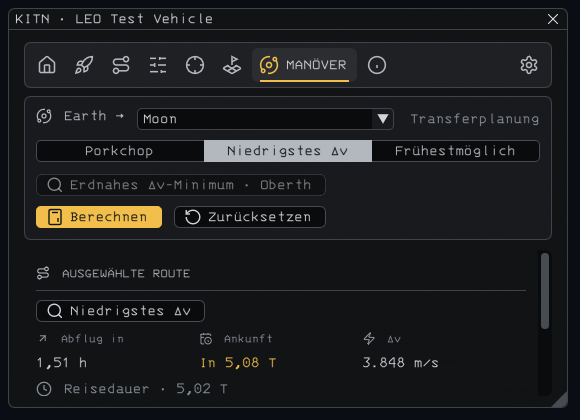 KITN · LEO Test Vehicle
MANÖVER
Earth → Moon Transferplanung
Porkchop Niedrigstes Δv Frühestmöglich
Erdnahes Δv-Minimum · Oberth
Berechnen Zurücksetzen
AUSGEWÄHLTE ROUTE
Niedrigstes Δv
Abflug in Ankunft Δv
1,51 h In 5,08 T 3.848 m/s
Reisedauer · 5,02 T